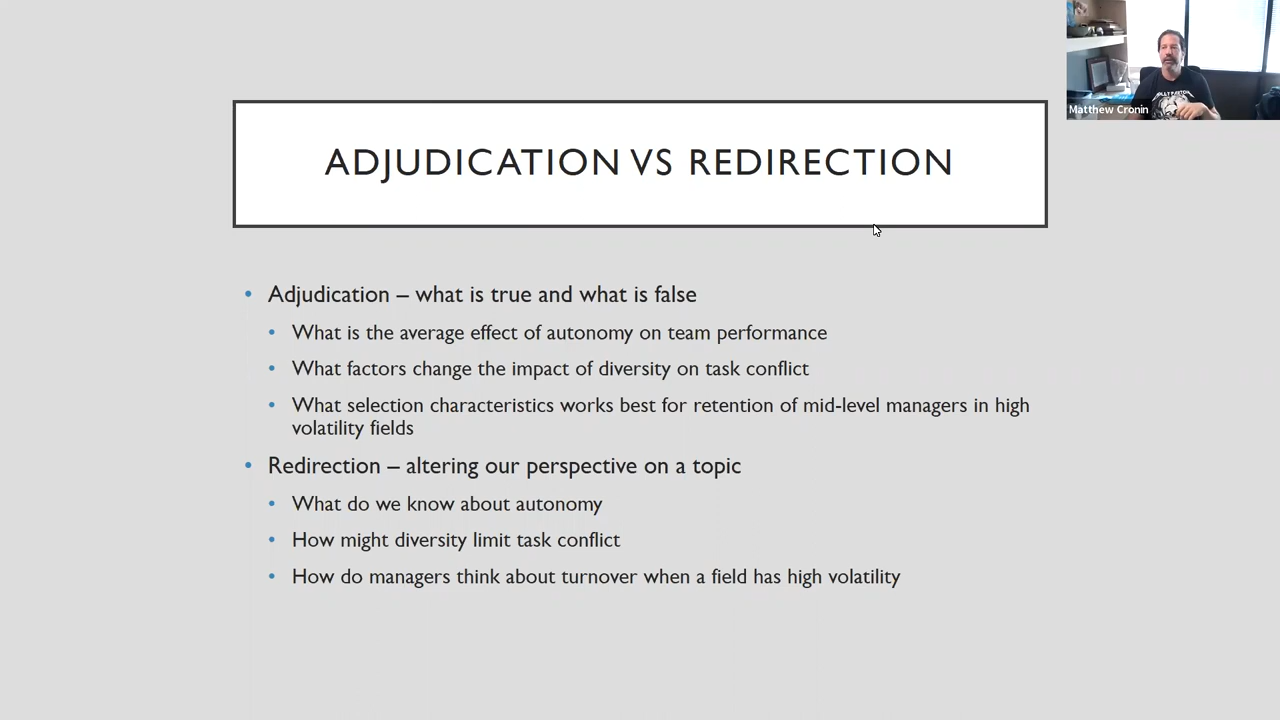 Matthew Cronin
ADJUDICATION VS REDIRECTION
• Adjudication – what is true and what is false
• What is the average effect of autonomy on team performance
• What factors change the impact of diversity on task conflict
• What selection characteristics works best for retention of mid-level managers in high
volatility fields
• Redirection – altering our perspective on a topic
• What do we know about autonomy
• How might diversity limit task conflict
• How do managers think about turnover when a field has high volatility